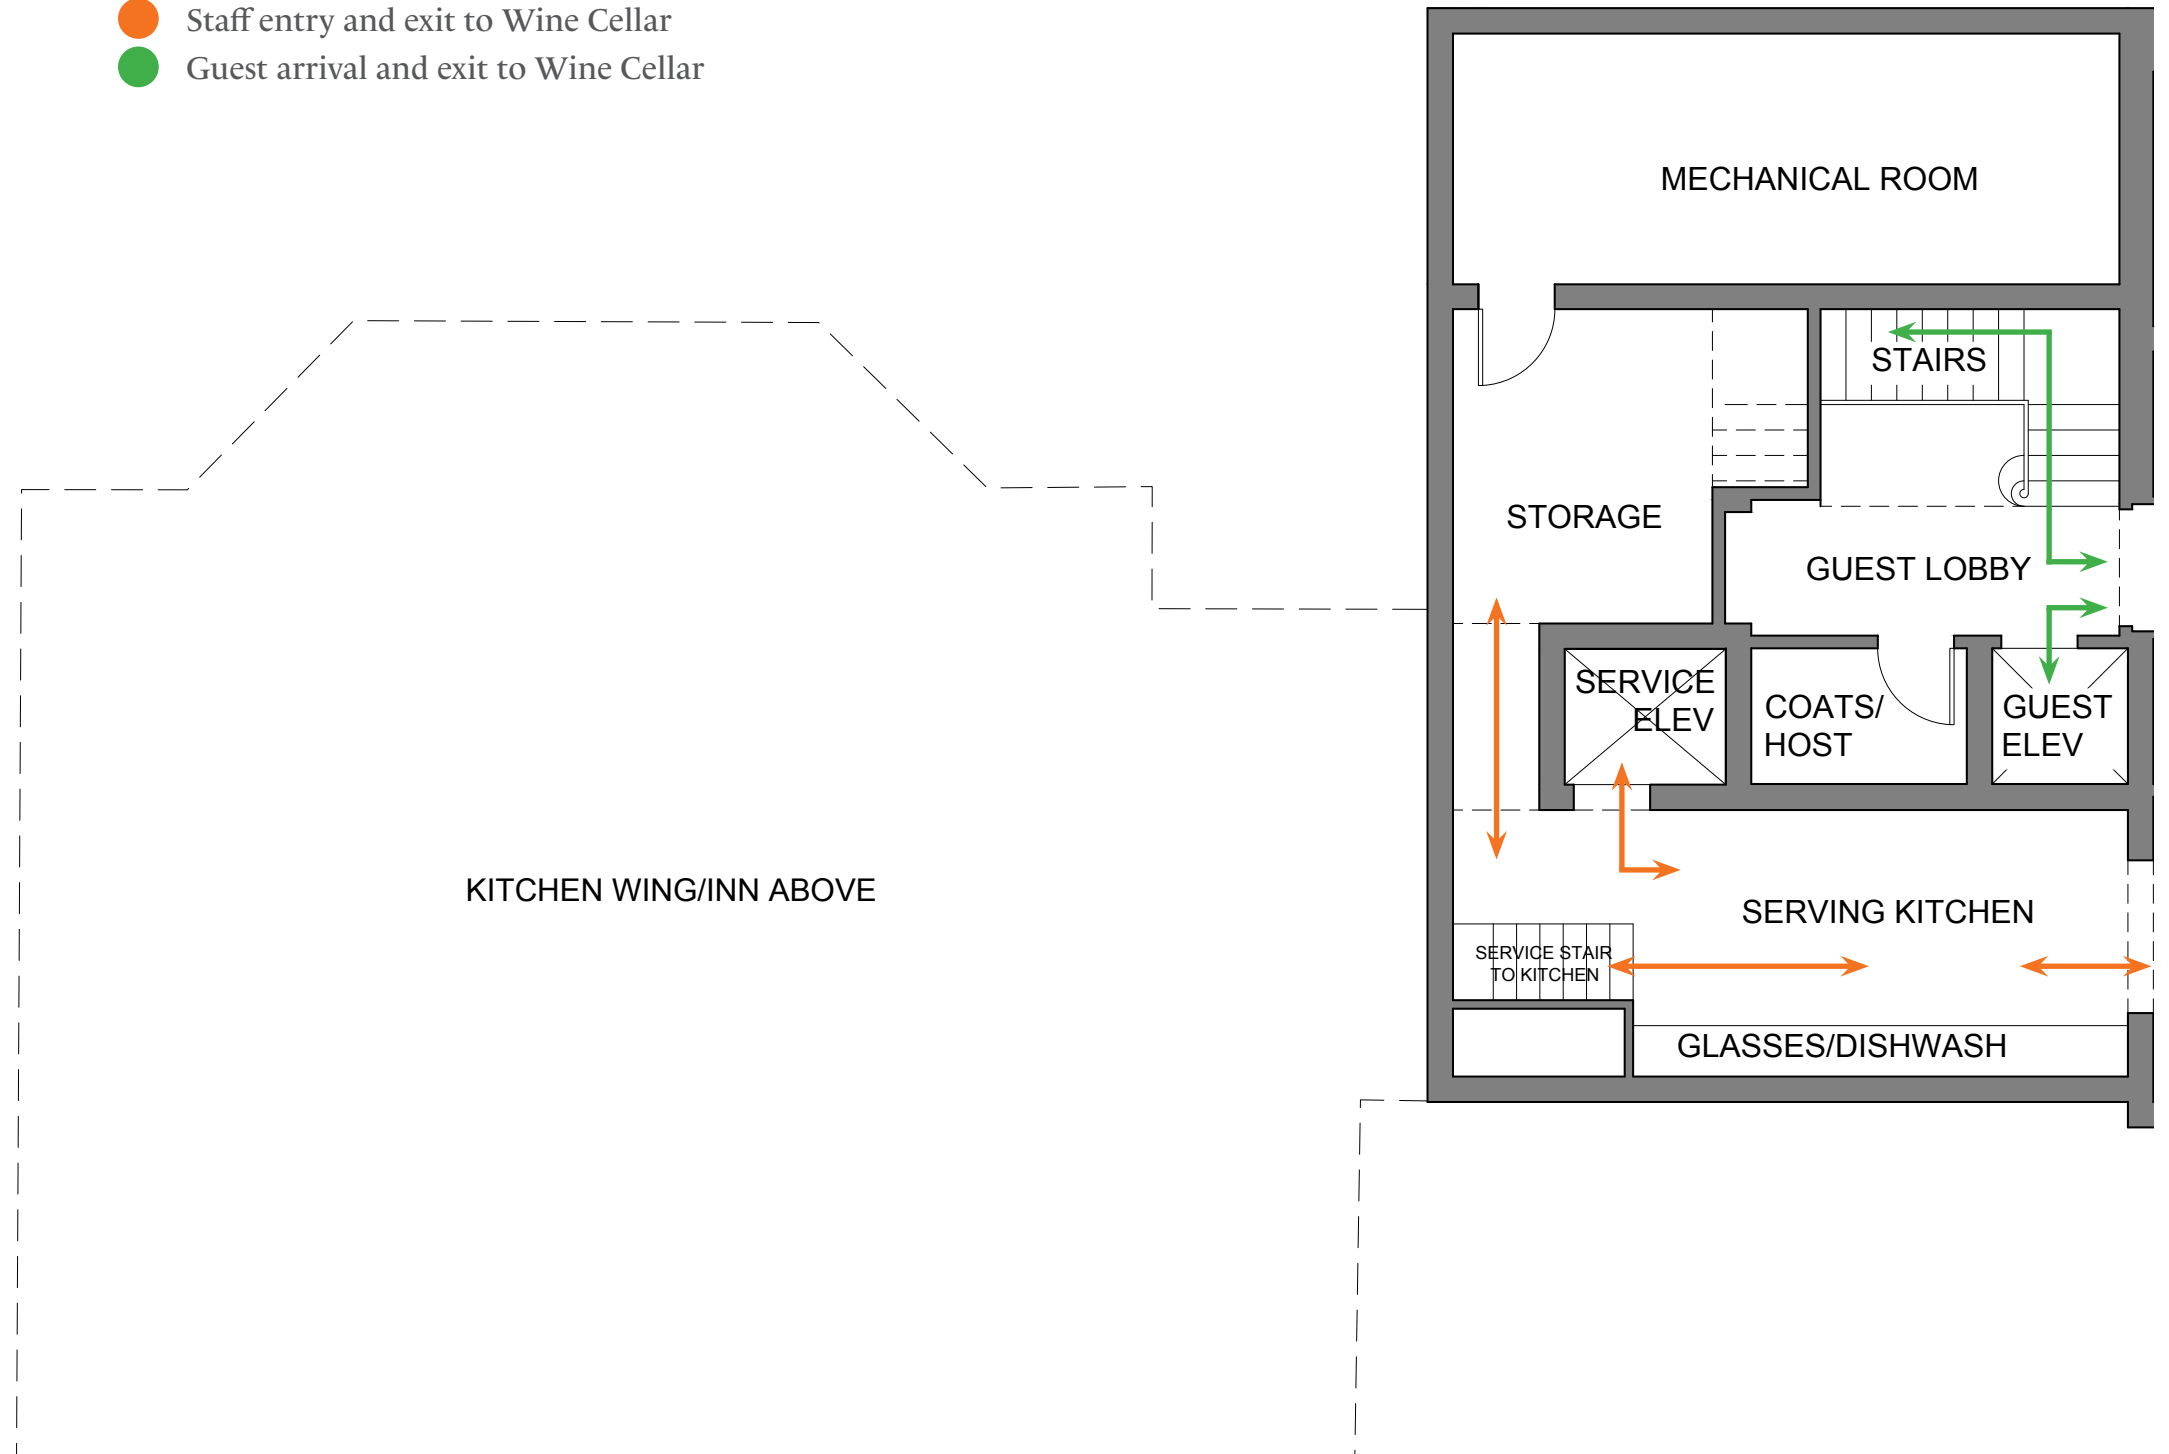 Staff entry and exit to Wine Cellar
Guest arrival and exit to Wine Cellar
MECHANICAL ROOM
STAIRS
STORAGE
GUEST LOBBY
SERVICE
ELEV
COATS/
HOST
GUEST
ELEV
KITCHEN WING/INN ABOVE
SERVING KITCHEN
SERVICE STAIR
TO KITCHEN
GLASSES/DISHWASH